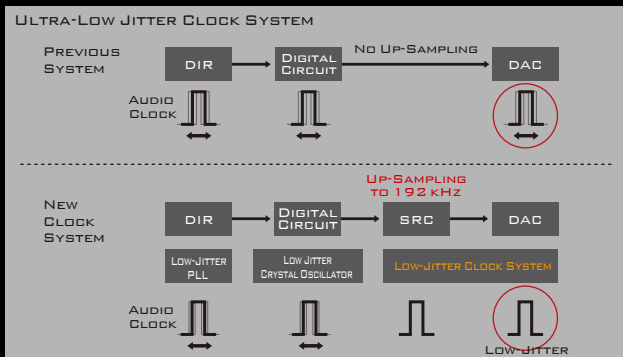 ULTRA-LOW JITTER CLOCK SYSTEM
PREVIOUS
SYSTEM
DIR
DIGITAL
CIRCUIT
NO UP-SAMPLING
DAC
AUDIO
CLOCK
UP-SAMPLING
TO 192 KHZ
NEW
CLOCK
SYSTEM
DIR
DIGITAL
CIRCUIT
SRC
DAC
LOW-JITTER
PLL
LOW JITTER
CRYSTAL OSCILLATOR
LOW-JITTER CLOCK SYSTEM
AUDIO
CLOCK
LOW-JITTER